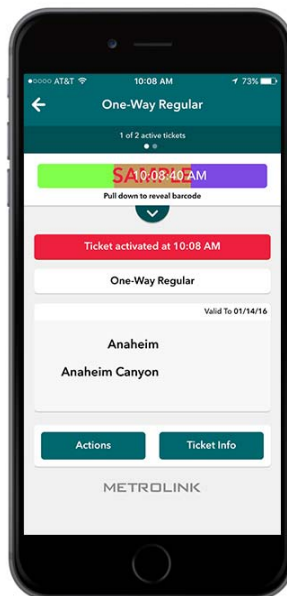 AT&T 10:08 AM 73%
One-Way Regular
1 of 2 active tickets
SAMPLE
10:08:40 AM
Pull down to reveal barcode
Ticket activated at 10:08 AM
One-Way Regular
Valid To 01/14/16
Anaheim
Anaheim Canyon
Actions Ticket Info
METROLINK